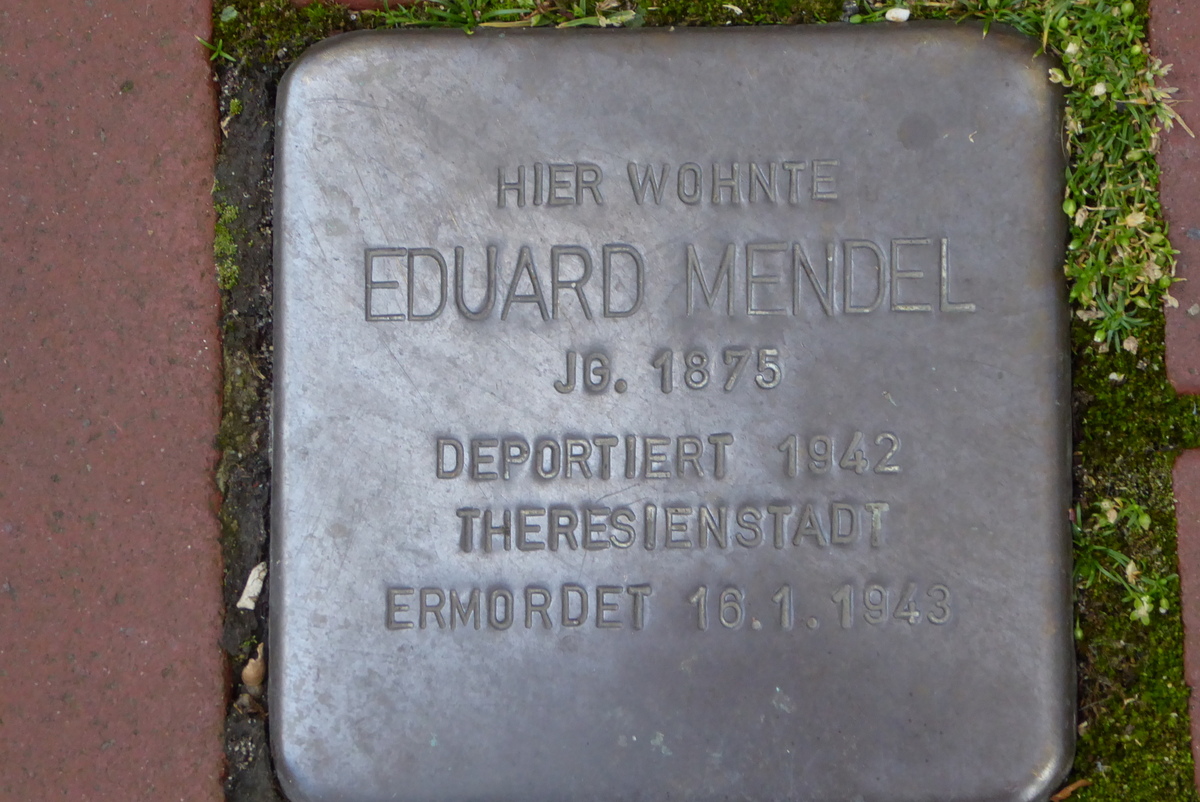 HIER WOHNTE
EDUARD MENDEL
JG. 1875
DEPORTIERT 1942
THERESIENSTADT
ERMORDET 16.1.1943